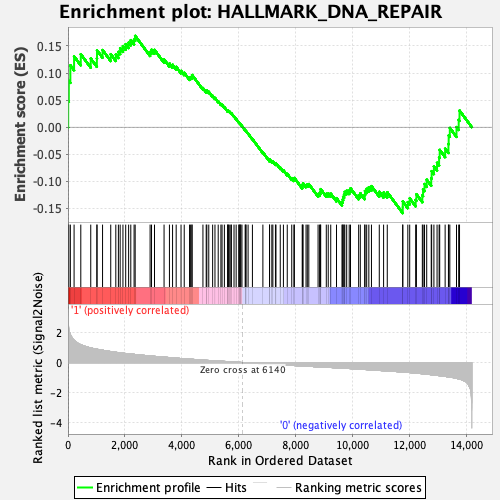 Enrichment plot: HALLMARK_DNA_REPAIR
Enrichment score (ES)
0.15
0.10
0.05
0.00
-0.05
-0.10
-0.15
'1' (positively correlated)
Ranked list metric (Signal2Noise)
2
0
-2
-4
Zero cross at 6140
'0' (negatively correlated)
0
2,000
4,000
6,000
8,000
10,000
12,000
14,000
Rank in Ordered Dataset
Enrichment profile
Hits
Ranking metric scores